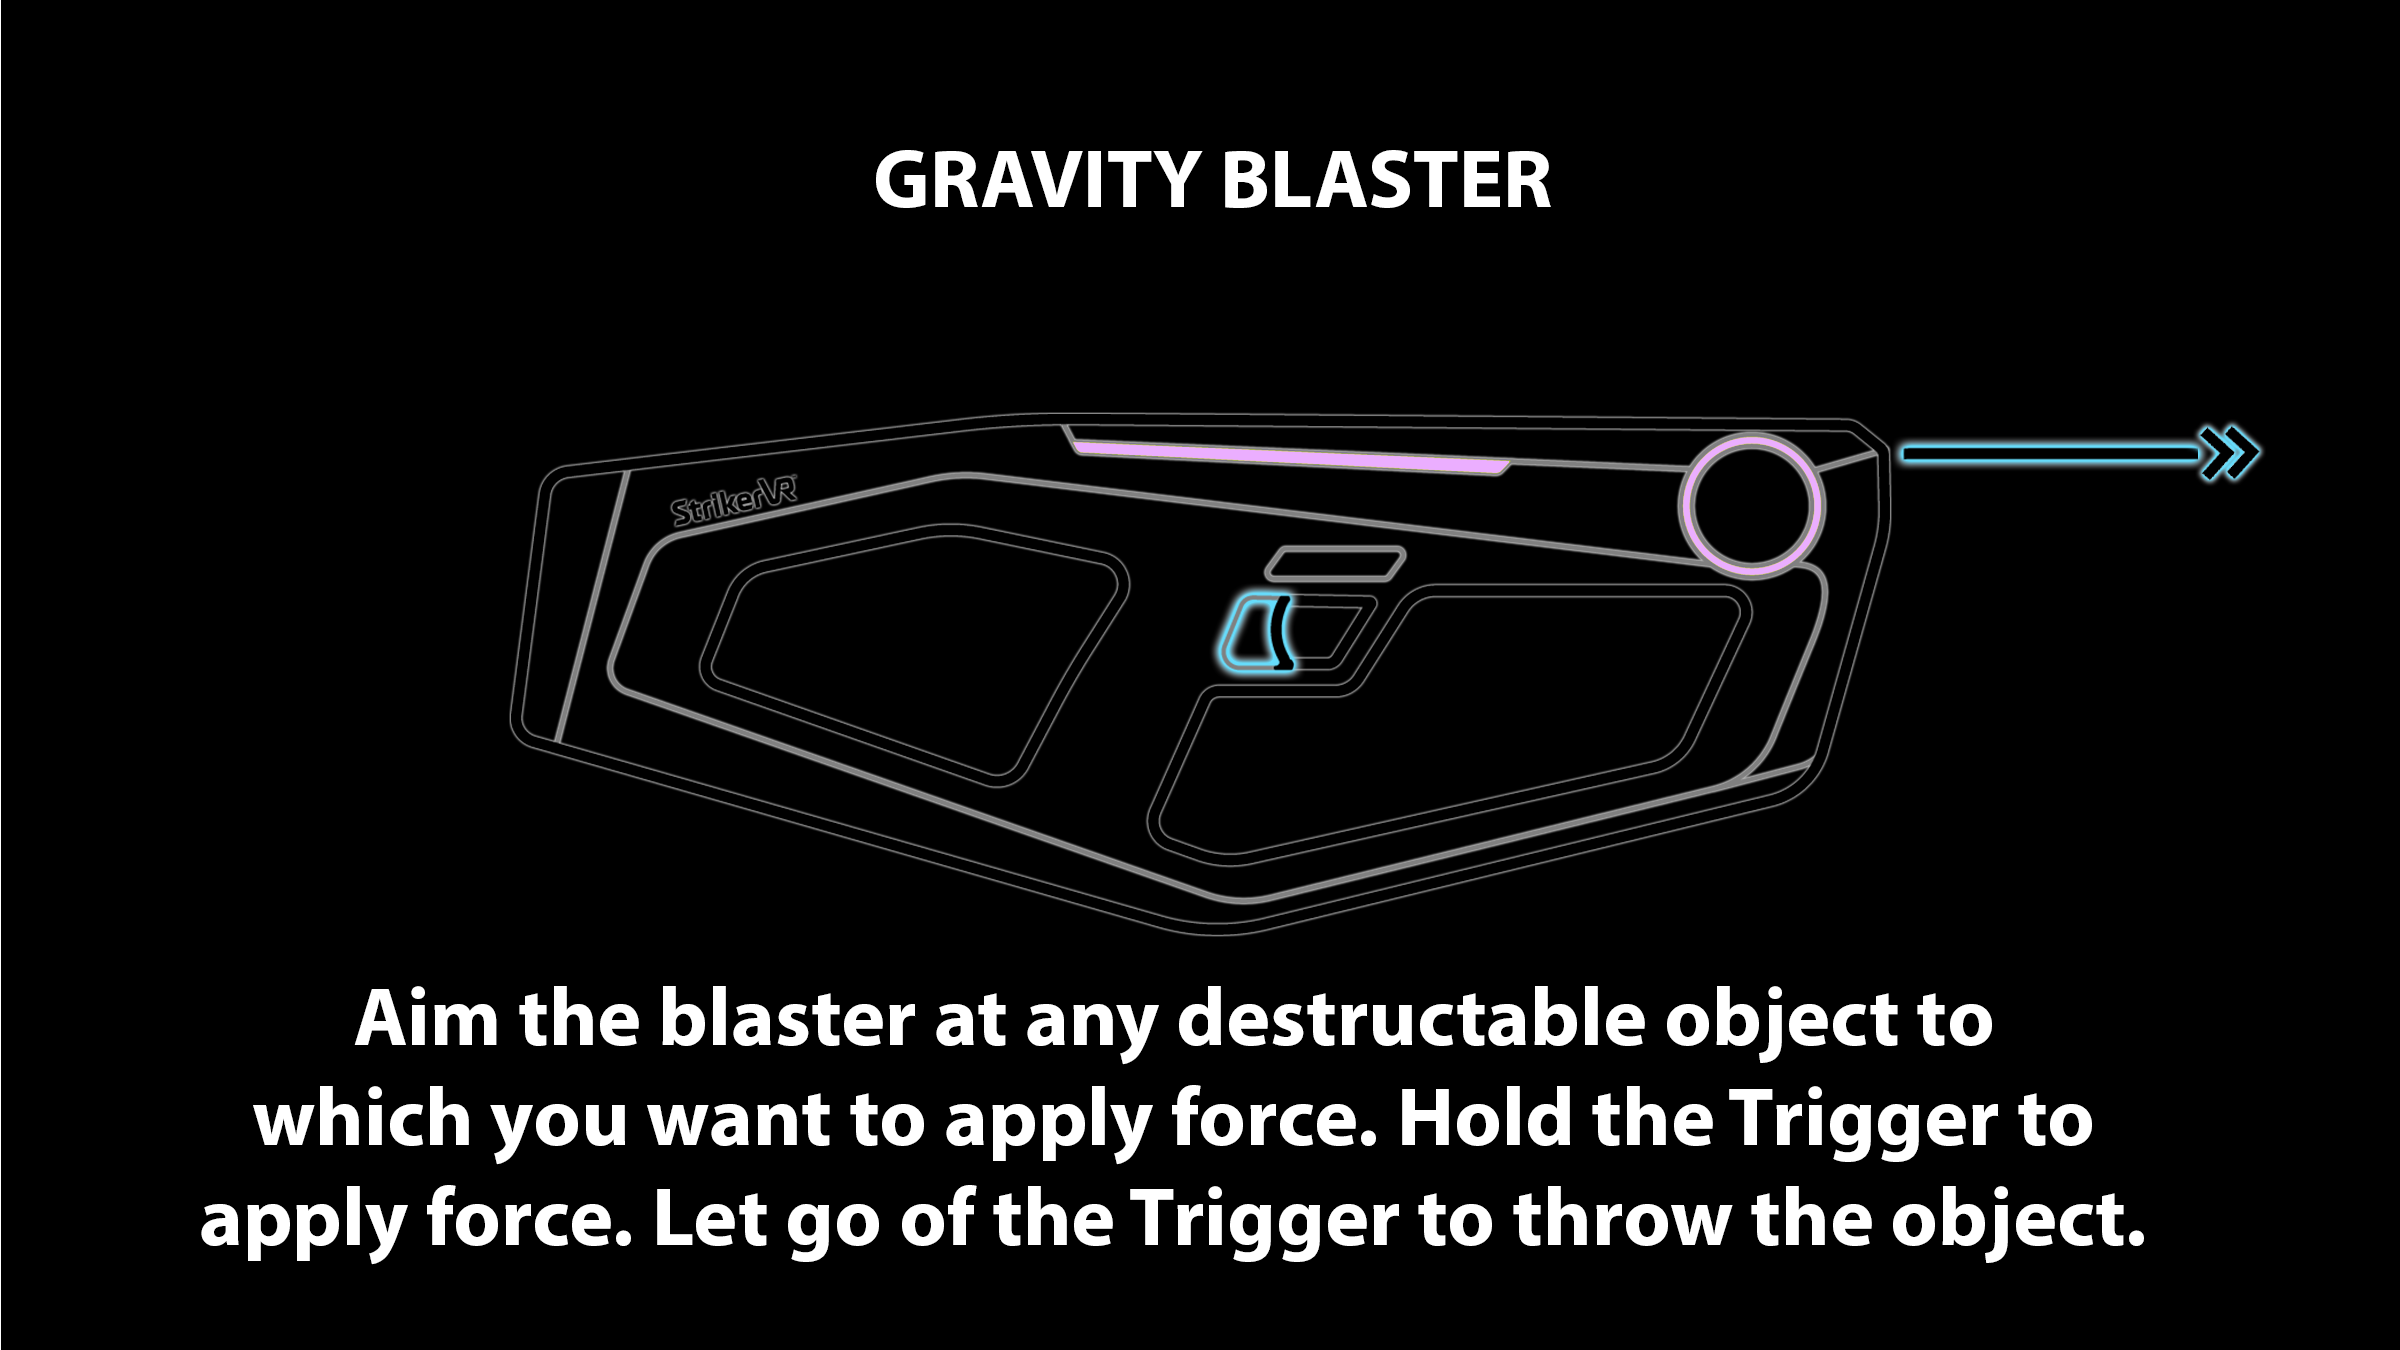 GRAVITY BLASTER
StrikerVR
Aim the blaster at any destructable object to
which you want to apply force. Hold the Trigger to
apply force. Let go of the Trigger to throw the object.